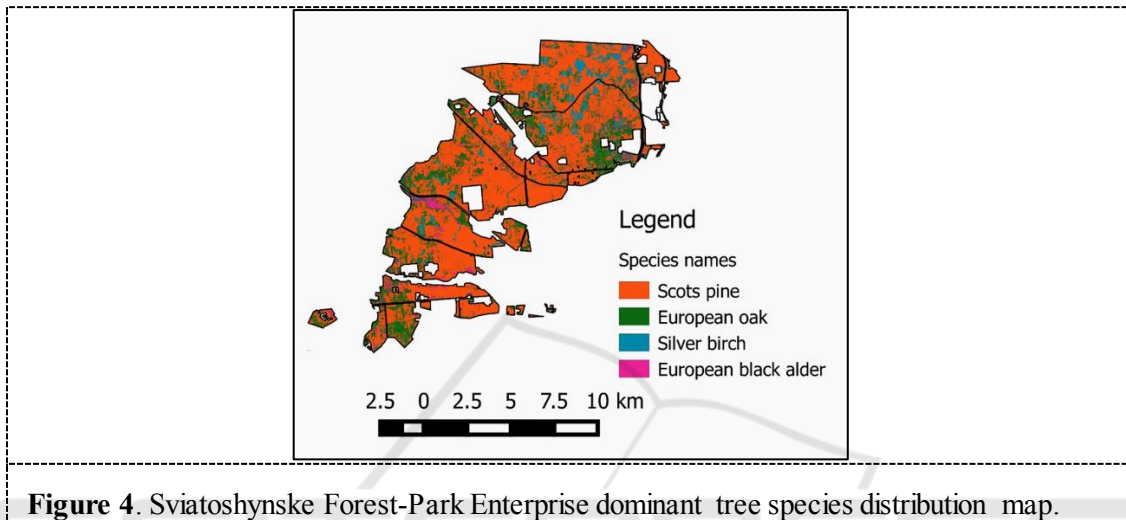 Legend
Species names
Scots pine
European oak
Silver birch
European black alder
2.5 0 2.5 5 7.5 10 km
Figure 4. Sviatoshynske Forest-Park Enterprise dominant tree species distribution map.